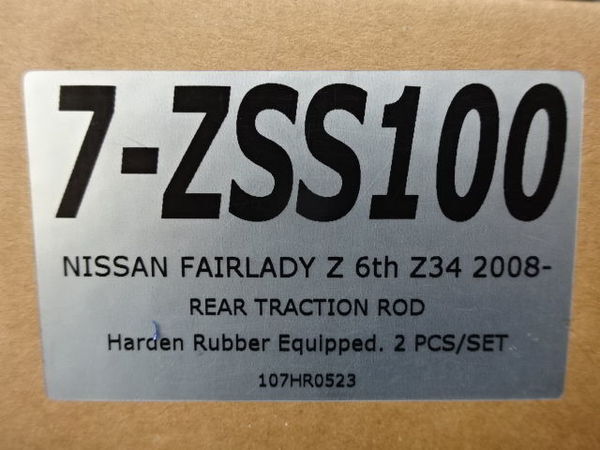 7-ZSS100
NISSAN FAIRLADY Z 6th Z34 2008-
REAR TRACTION ROD
Harden Rubber Equipped. 2 PCS/SET
107HR0523